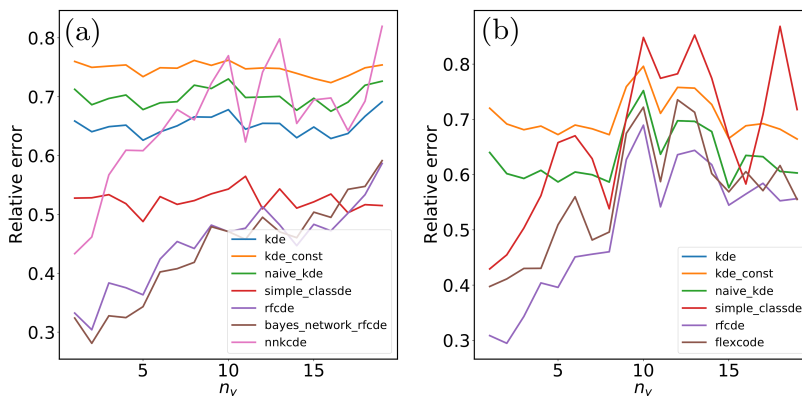 (a)
0.8
0.7
0.6
0.5
0.4
0.3
Relative error
5
10
15
n_y
kde
kde_const
naive_kde
simple_classde
rfcde
bayes_network_rfcde
nnkcde
(b)
0.8
0.7
0.6
0.5
0.4
0.3
Relative error
5
10
15
n_y
kde
kde_const
naive_kde
simple_classde
rfcde
flexcode